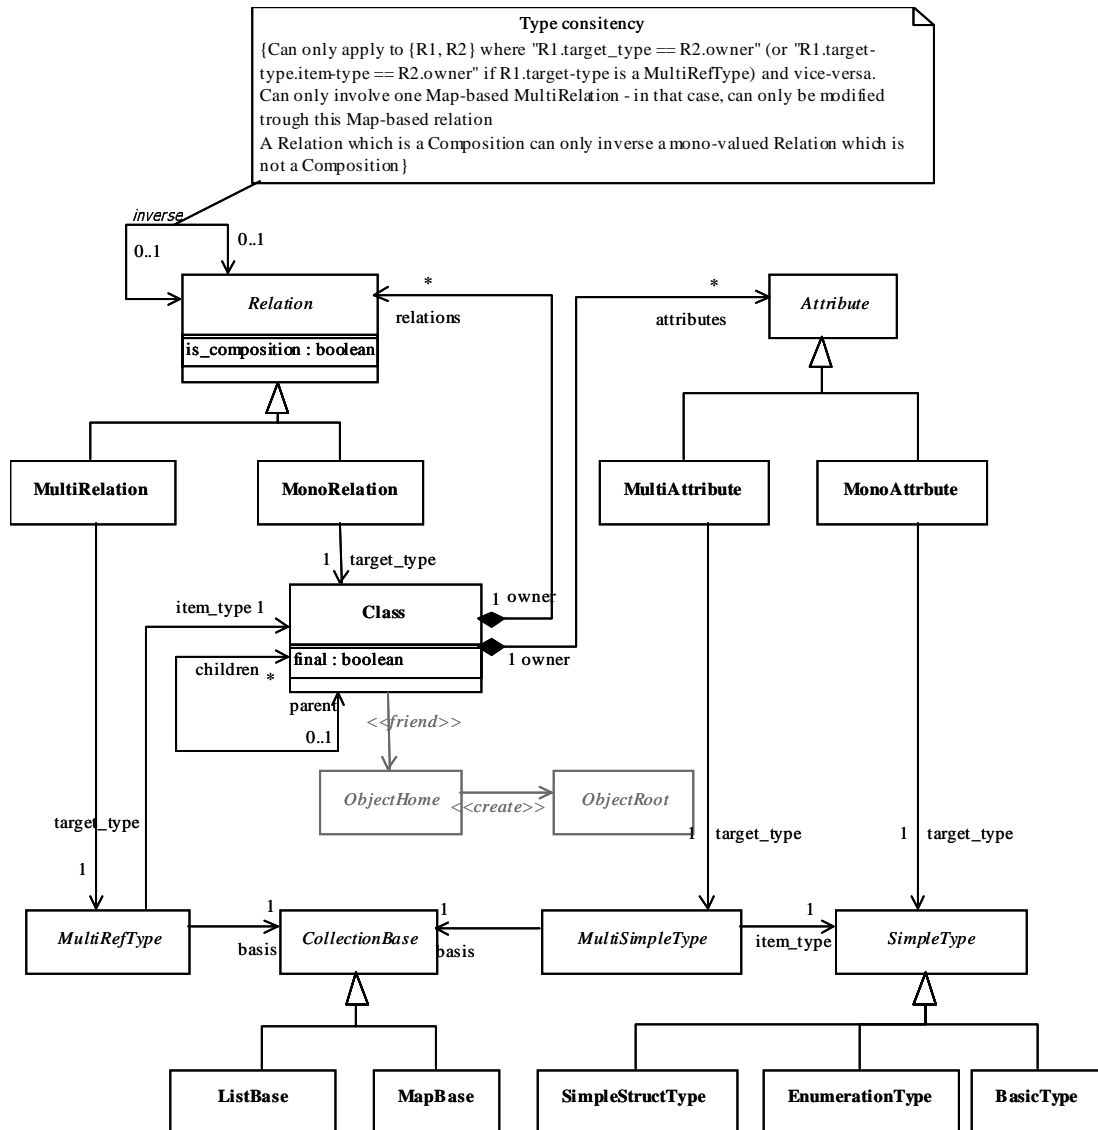 Type consitency
{Can only apply to {R1, R2} where "R1.target_type == R2.owner" (or "R1.target-
type.item-type == R2.owner" if R1.target-type is a MultiRefType) and vice-versa.
Can only involve one Map-based MultiRelation - in that case, can only be modified
trough this Map-based relation
A Relation which is a Composition can only inverse a mono-valued Relation which is
not a Composition}
inverse
0..1
0..1
Relation
is_composition : boolean
*
relations
*
attributes
Attribute
MultiRelation
MonoRelation
MultiAttribute
MonoAttrbute
1 target_type
item_type 1
Class
final : boolean
1 owner
1 owner
children
*
parent
0..1
<<friend>>
ObjectHome
<<create>>
ObjectRoot
target_type
1
1 target_type
1 target_type
MultiRefType
1
basis
CollectionBase
1
basis
MultiSimpleType
1
item_type
SimpleType
ListBase
MapBase
SimpleStructType
EnumerationType
BasicType